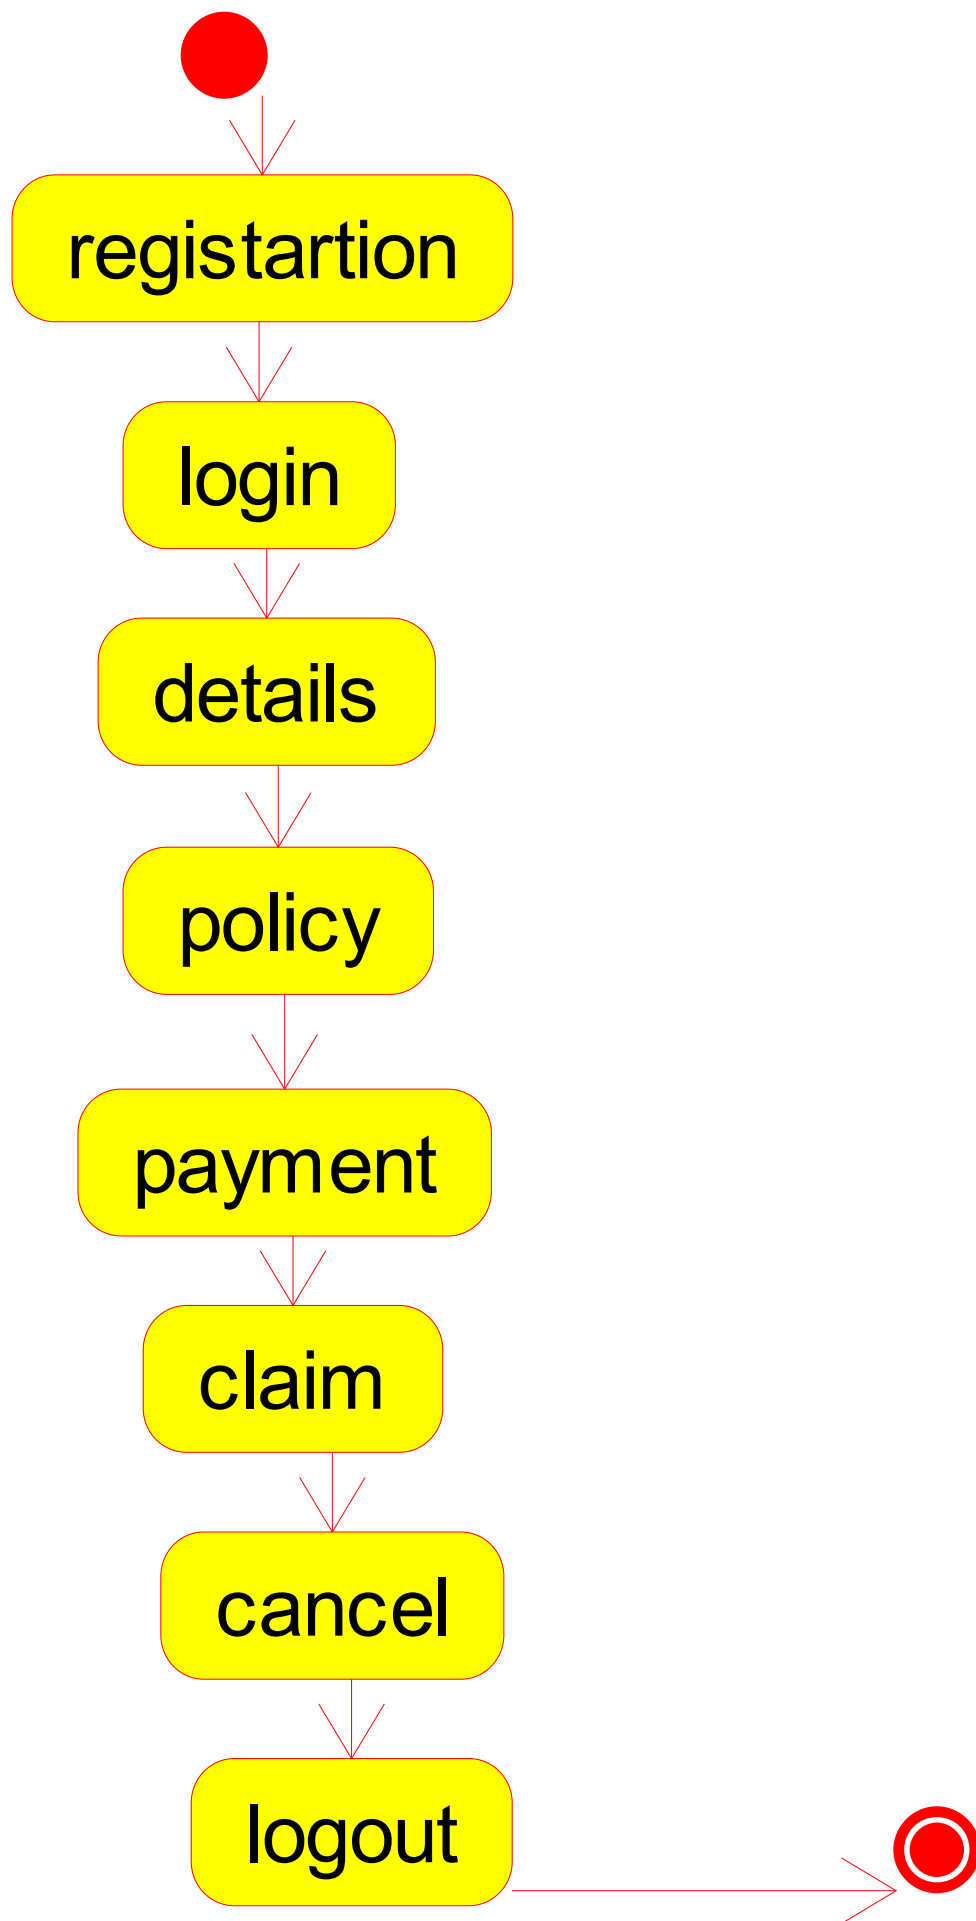 registartion
login
details
policy
payment
claim
cancel
logout